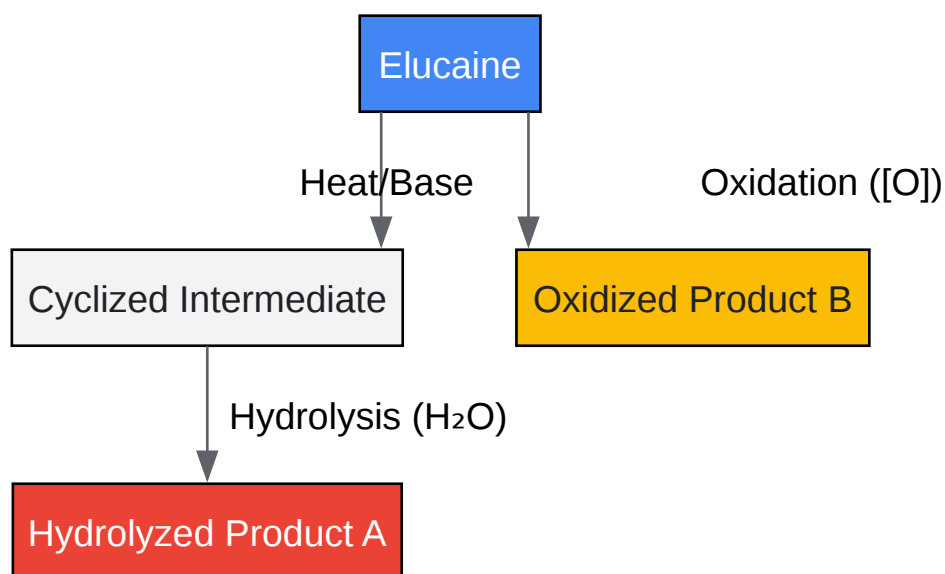 Elucaine
Heat/Base
Oxidation ([O])
Cyclized Intermediate
Oxidized Product B
Hydrolysis (H₂O)
Hydrolyzed Product A